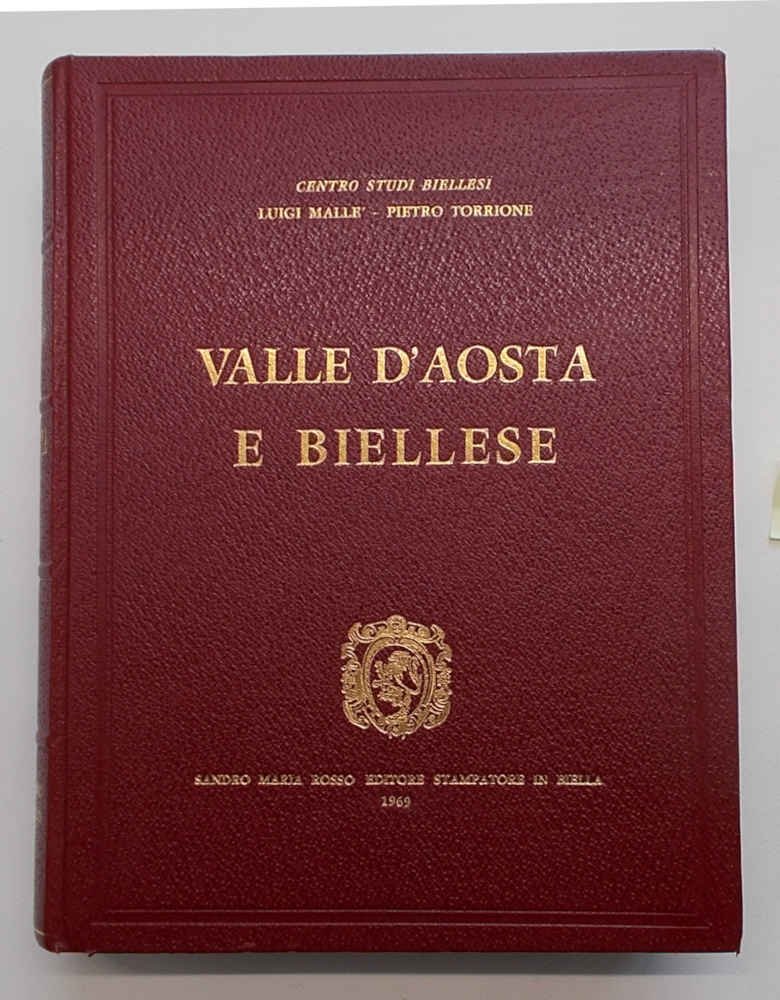 CENTRO STUDI BIELLESI
LUIGI MALLE' - PIETRO TORRIONE
VALLE D'AOSTA
E BIELLESE
SANDRO MARIA ROSSO EDITORE STAMPATORE IN BIELLA
1969